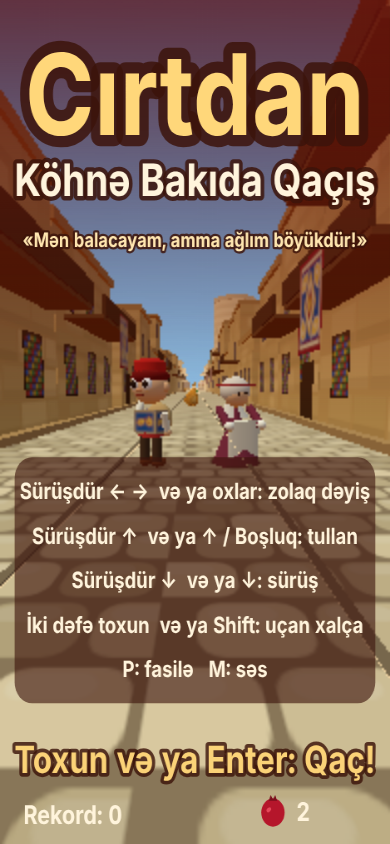 Cırtdan
Köhnə Bakıda Qaçış
«Mən balacayam, amma ağlım böyükdür!»
Sürüşdür ← → və ya oxlar: zolaq dəyiş
Sürüşdür ↑ və ya ↑ / Boşluq: tullan
Sürüşdür ↓ və ya ↓: sürüş
İki dəfə toxun və ya Shift: uçan xalça
P: fasilə M: səs
Toxun və ya Enter: Qaç!
Rekord: 0
2